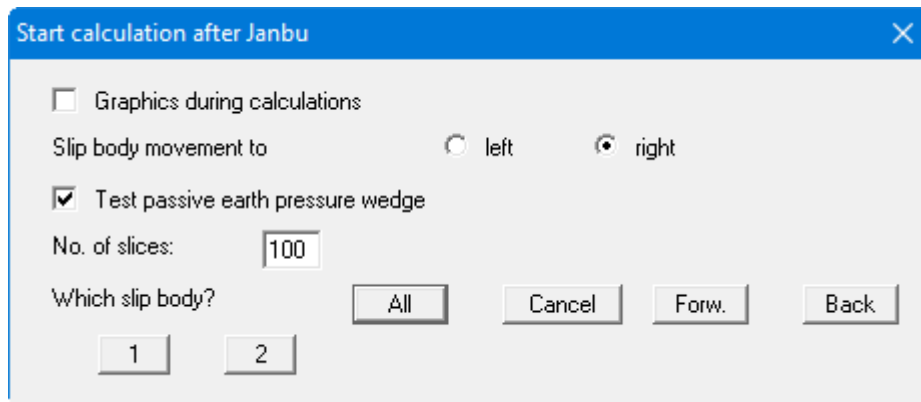 Start calculation after Janbu
Graphics during calculations
Slip body movement to left right
Test passive earth pressure wedge
No. of slices: 100
Which slip body? All Cancel Forw. Back
1 2